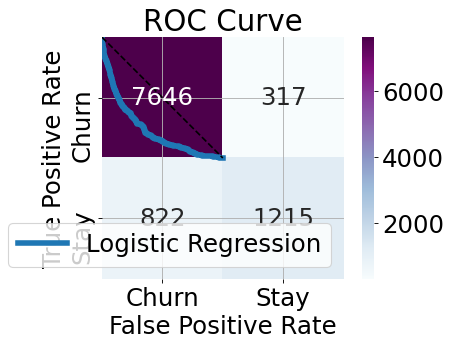 ROC Curve
True Positive Rate
Churn
Stay
7646
317
822
1215
6000
4000
2000
Logistic Regression
Churn
Stay
False Positive Rate